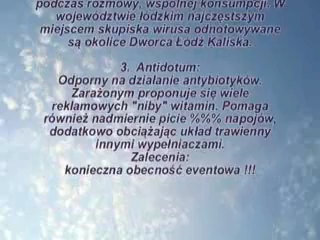 podczas rozmowy, wspólnej konsumpcji. W
województwie łódzkim najczęstszym
miejscem skupiska wirusa odnotowywane
są okolice Dworca Łódź Kaliska.
3. Antidotum:
Odporny na działanie antybiotyków.
Zarażonym proponuje się wiele
reklamowych "niby" witamin. Pomaga
również nadmiernie picie %%% napojów,
dodatkowo obciążając układ trawienny
innymi wypełniaczami.
Zalecenia:
konieczna obecność eventowa !!!